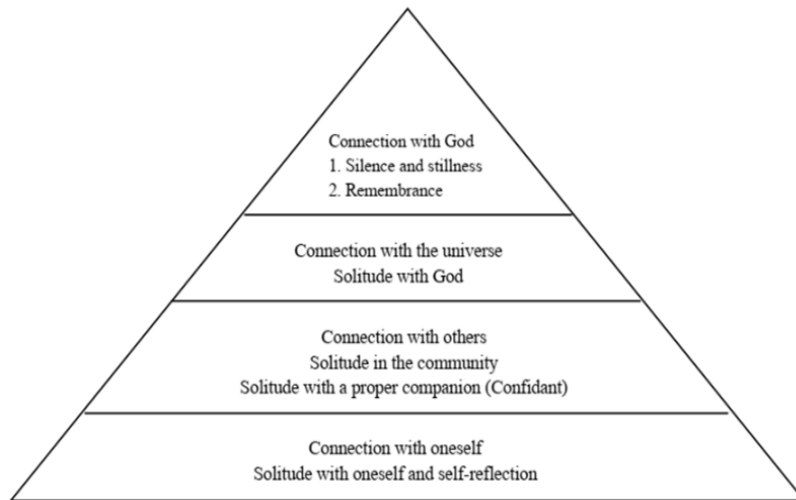 Connection with God
1. Silence and stillness
2. Remembrance
Connection with the universe
Solitude with God
Connection with others
Solitude in the community
Solitude with a proper companion (Confidant)
Connection with oneself
Solitude with oneself and self-reflection